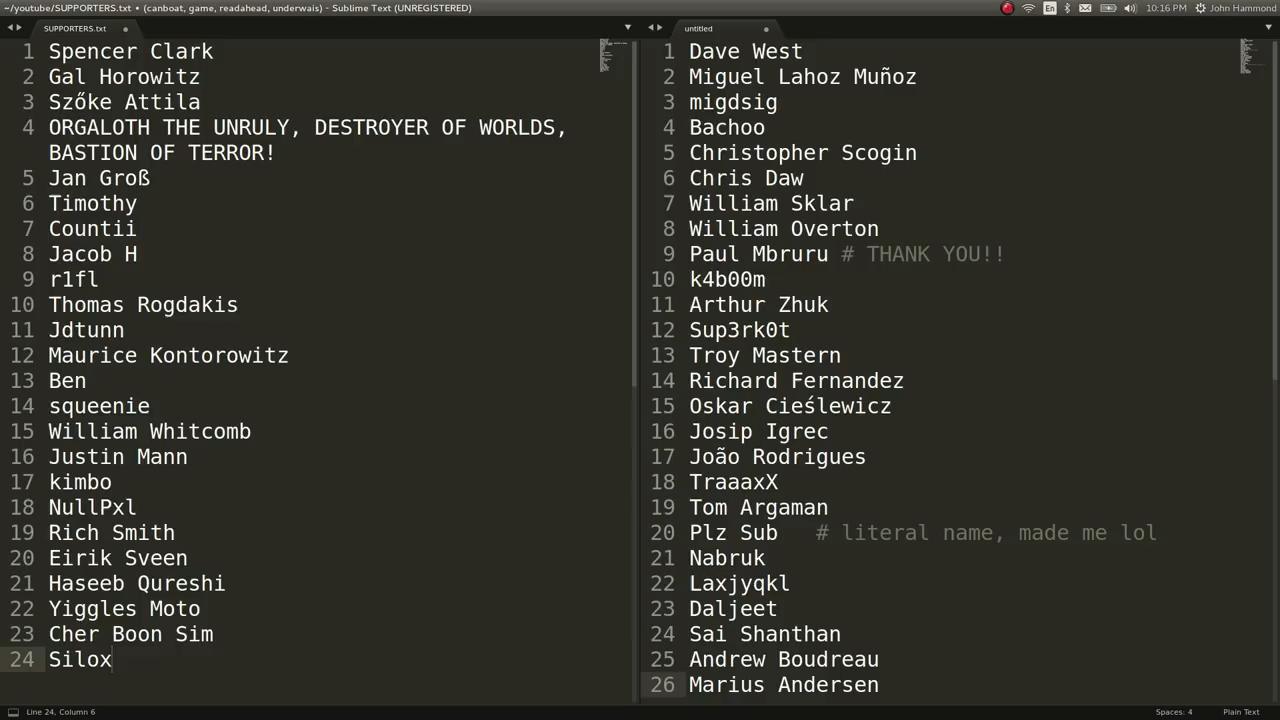 ~/youtube/SUPPORTERS.txt • (canboat, game, readahead, underwais) - Sublime Text (UNREGISTERED)
En
10:16 PM
John Hammond
SUPPORTERS.txt
1 Spencer Clark
2 Gal Horowitz
3 Szőke Attila
4 ORGALOTH THE UNRULY, DESTROYER OF WORLDS,
BASTION OF TERROR!
5 Jan Groß
6 Timothy
7 Countii
8 Jacob H
9 r1fl
10 Thomas Rogdakis
11 Jdtunn
12 Maurice Kontorowitz
13 Ben
14 squeenie
15 William Whitcomb
16 Justin Mann
17 kimbo
18 NullPxl
19 Rich Smith
20 Eirik Sveen
21 Haseeb Qureshi
22 Yiggles Moto
23 Cher Boon Sim
24 Silox
untitled
1 Dave West
2 Miguel Lahoz Muñoz
3 migdsig
4 Bachoo
5 Christopher Scogin
6 Chris Daw
7 William Sklar
8 William Overton
9 Paul Mbruru # THANK YOU!!
10 k4b00m
11 Arthur Zhuk
12 Sup3rk0t
13 Troy Mastern
14 Richard Fernandez
15 Oskar Cieślewicz
16 Josip Igrec
17 João Rodrigues
18 TraaaxX
19 Tom Argaman
20 Plz Sub # literal name, made me lol
21 Nabruk
22 Laxjyqkl
23 Daljeet
24 Sai Shanthan
25 Andrew Boudreau
26 Marius Andersen
Line 24, Column 6
Spaces: 4
Plain Text